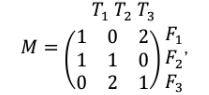 T₁ T₂ T₃
1 0 2 F₁
M = 1 1 0 F₂,
0 2 1 F₃